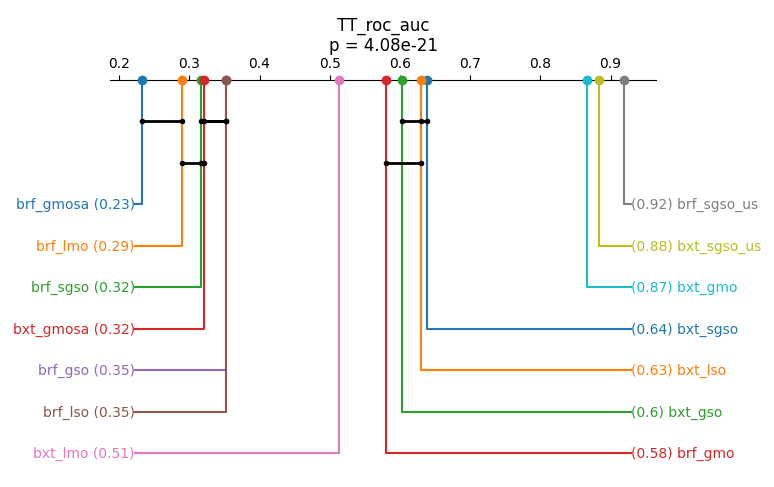 TT_roc_auc
p = 4.08e-21
0.2 0.3 0.4 0.5 0.6 0.7 0.8 0.9
brf_gmosa (0.23) (0.92) brf_sgso_us
brf_lmo (0.29) (0.88) bxt_sgso_us
brf_sgso (0.32) (0.87) bxt_gmo
bxt_gmosa (0.32) (0.64) bxt_sgso
brf_gso (0.35) (0.63) bxt_lso
brf_lso (0.35) (0.6) bxt_gso
bxt_lmo (0.51) (0.58) brf_gmo